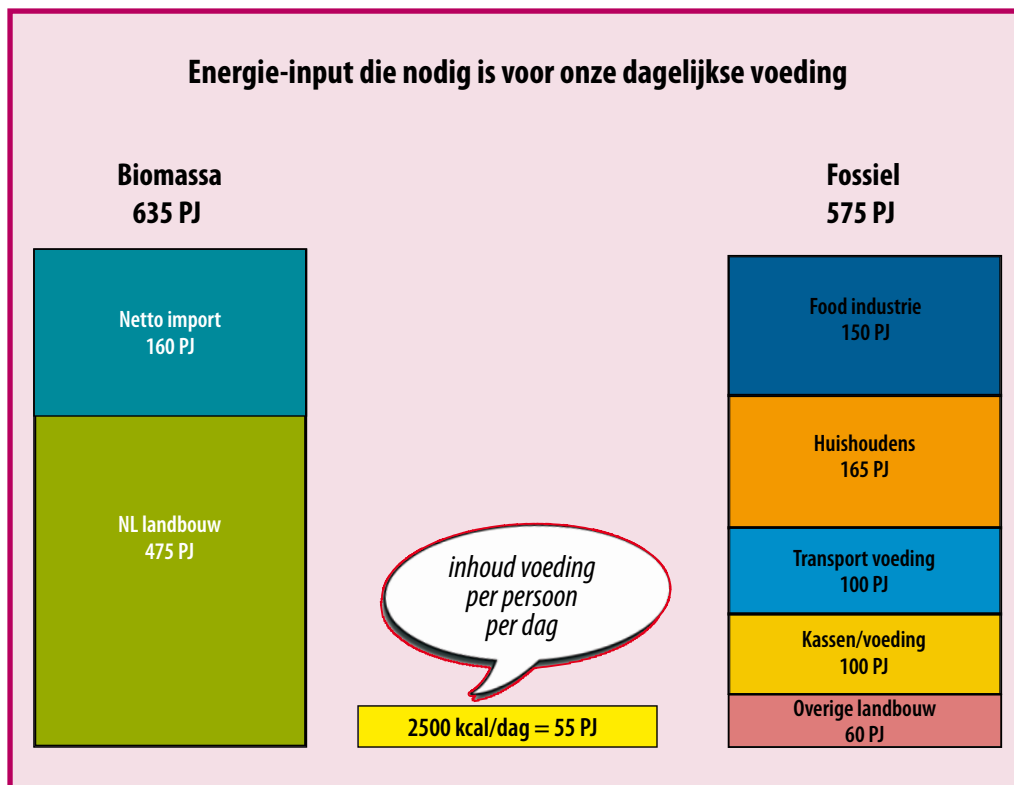 Energie-input die nodig is voor onze dagelijkse voeding
Biomassa
635 PJ
Netto import
160 PJ
NL landbouw
475 PJ
inhoud voeding
per persoon
per dag
2500 kcal/dag = 55 PJ
Fossiel
575 PJ
Food industrie
150 PJ
Huishoudens
165 PJ
Transport voeding
100 PJ
Kassen/voeding
100 PJ
Overige landbouw
60 PJ